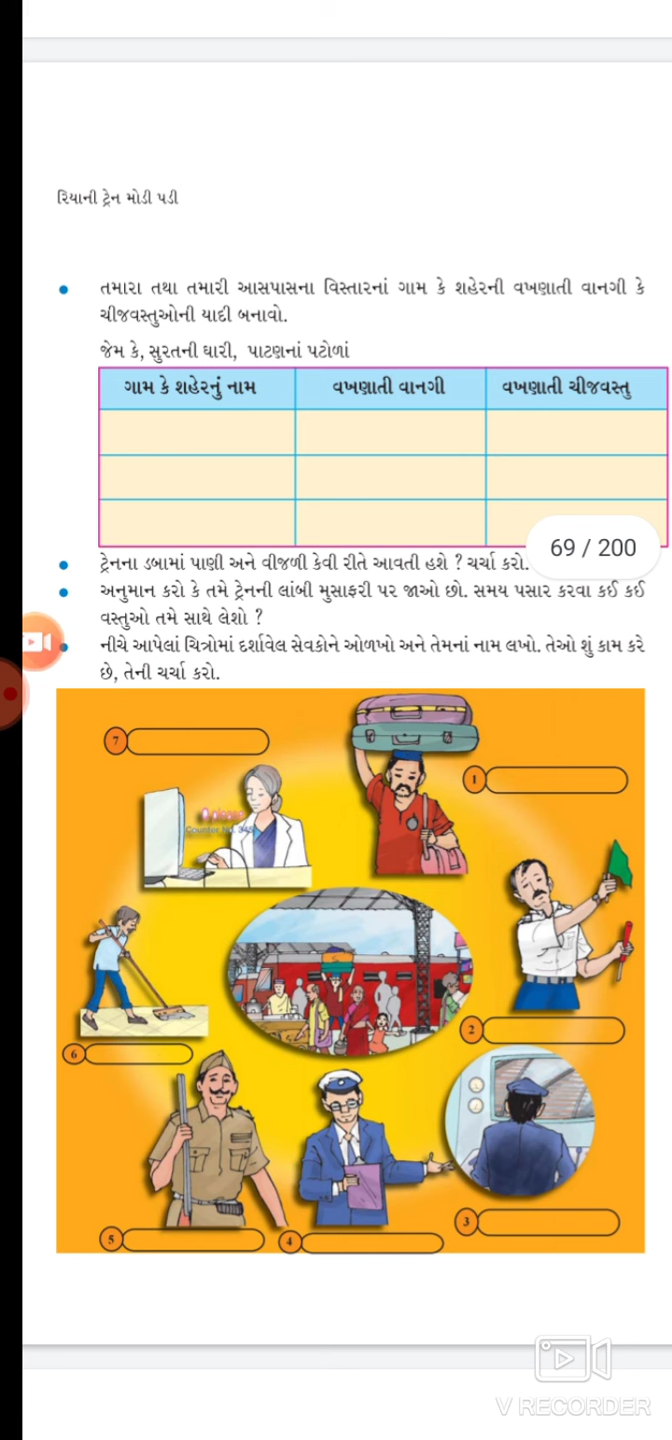 રિયાની ટ્રેન મોડી પડી
તમારા તથા તમારી આસપાસના વિસ્તારનાં ગામ કે શહેરની વખણાતી વાનગી કે
ચીજવસ્તુઓની યાદી બનાવો.
જેમ કે, સુરતની ઘારી, પાટણનાં પટોળાં
ગામ કે શહેરનું નામ વખણાતી વાનગી વખણાતી ચીજવસ્તુ
69 / 200
ટ્રેનના ડબામાં પાણી અને વીજળી કેવી રીતે આવતી હશે ? ચર્ચા કરો.
અનુમાન કરો કે તમે ટ્રેનની લાંબી મુસાફરી પર જાઓ છો. સમય પસાર કરવા કઈ કઈ
વસ્તુઓ તમે સાથે લેશો ?
નીચે આપેલાં ચિત્રોમાં દર્શાવેલ સેવકોને ઓળખો અને તેમનાં નામ લખો. તેઓ શું કામ કરે
છે, તેની ચર્ચા કરો.
7
1
Counter No.
2
6
3
5
4
V RECORDER